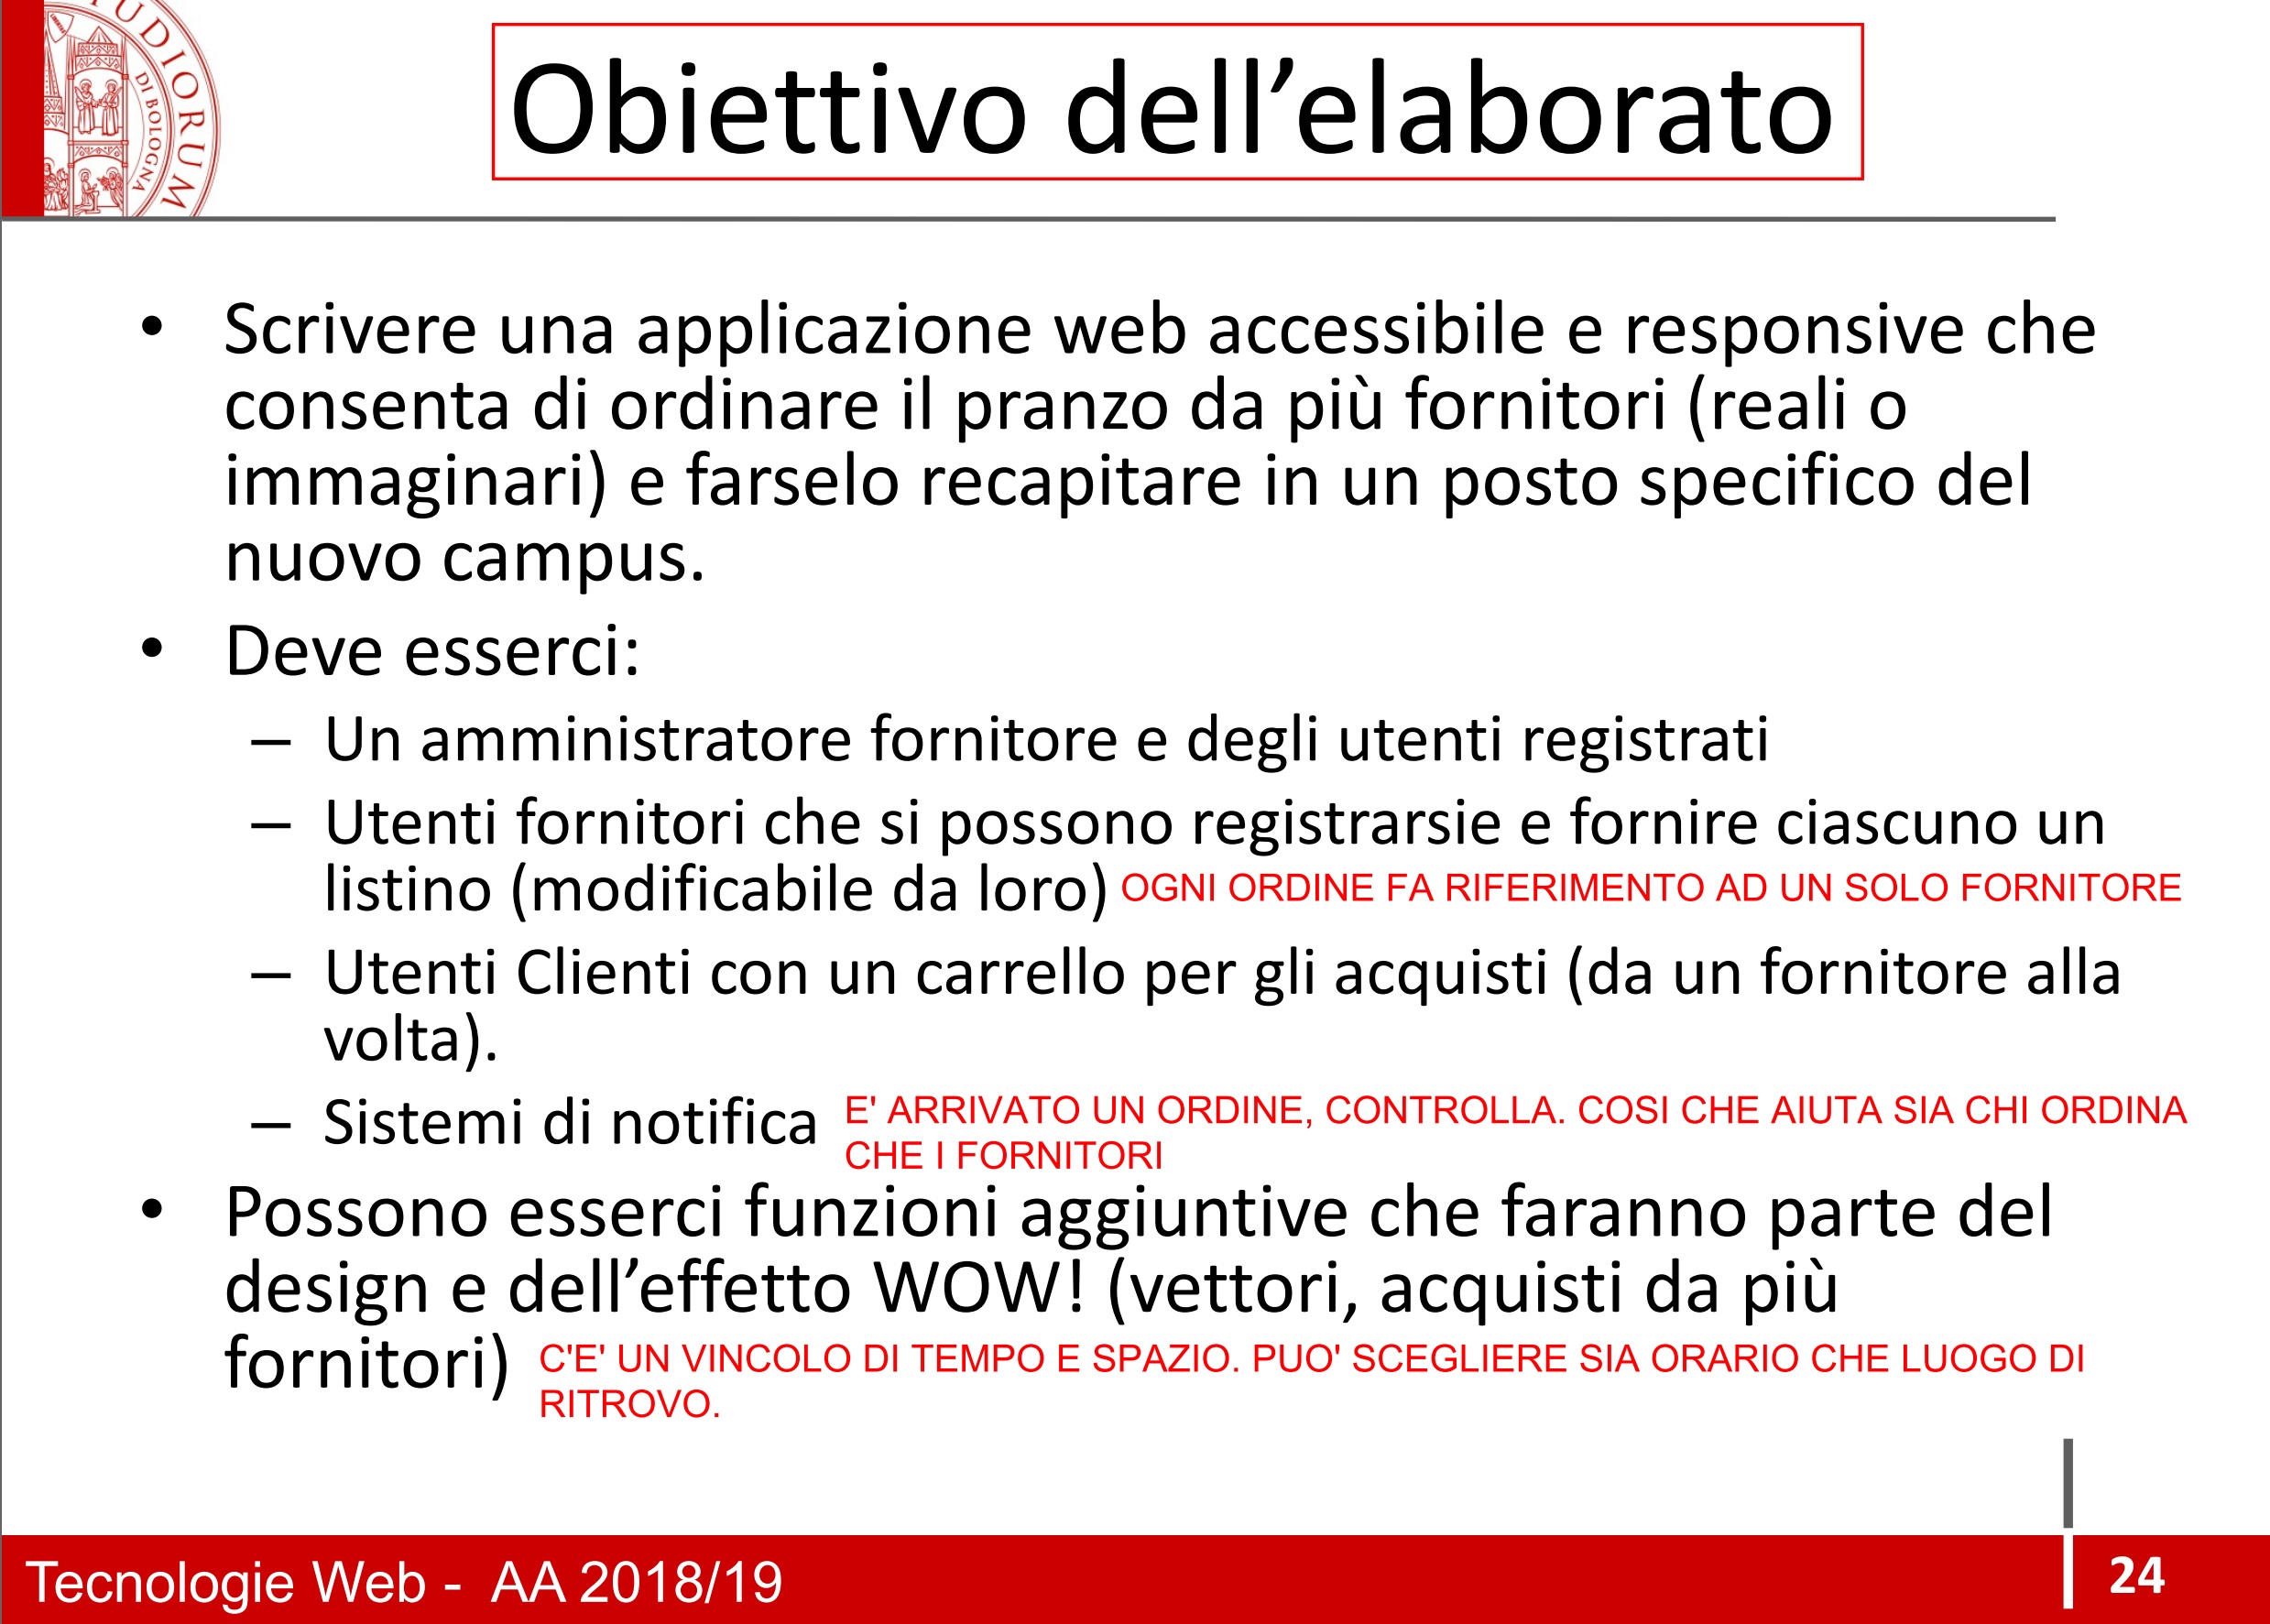 STUDIORUM
DI BOLOGNA
Obiettivo dell’elaborato
• Scrivere una applicazione web accessibile e responsive che
consenta di ordinare il pranzo da più fornitori (reali o
immaginari) e farselo recapitare in un posto specifico del
nuovo campus.
• Deve esserci:
– Un amministratore fornitore e degli utenti registrati
– Utenti fornitori che si possono registrarsie e fornire ciascuno un
listino (modificabile da loro) OGNI ORDINE FA RIFERIMENTO AD UN SOLO FORNITORE
– Utenti Clienti con un carrello per gli acquisti (da un fornitore alla
volta).
– Sistemi di notifica E' ARRIVATO UN ORDINE, CONTROLLA. COSI CHE AIUTA SIA CHI ORDINA
CHE I FORNITORI
• Possono esserci funzioni aggiuntive che faranno parte del
design e dell’effetto WOW! (vettori, acquisti da più
fornitori) C'E' UN VINCOLO DI TEMPO E SPAZIO. PUO' SCEGLIERE SIA ORARIO CHE LUOGO DI
RITROVO.
Tecnologie Web - AA 2018/19
24